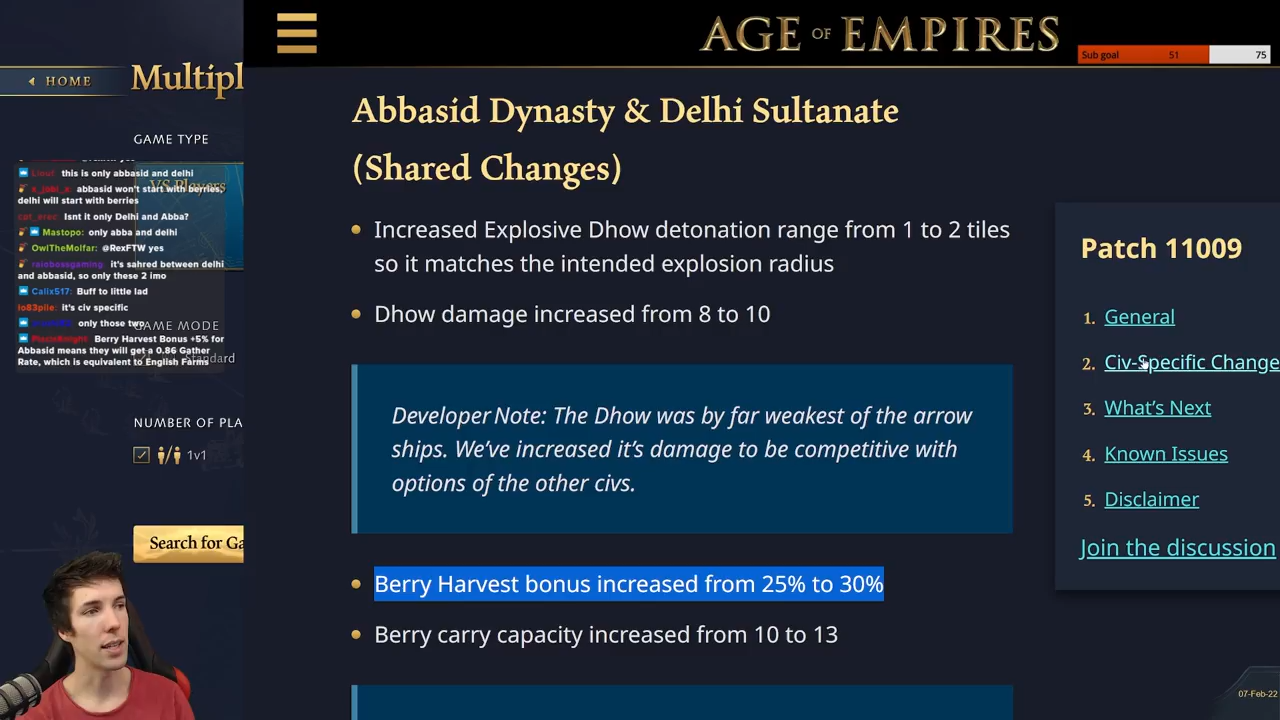 AGE OF EMPIRES
Sub goal 51 75
HOME
Multipl
GAME TYPE
VS Players
Lieut this is only abbasid and delhi
x_jobi_x: abbasid won't start with berries,
delhi will start with berries
cat_erec: Isnt it only Delhi and Abba?
Mastopo: only abba and delhi
OwlTheMolfar: @RexFTW yes
rainboxsgaming: it's sahred between delhi
and abbasid, so only these 2 imo
Calix517: Buff to little lad
lo83pile: it's civ specific
only those two
GAME MODE
Berry Harvest Bonus +5% for
Abbasid means they will get a 0.86 Gather
Rate, which is equivalent to English Farms
Standard
NUMBER OF PLA
1v1
Search for Ga
Abbasid Dynasty & Delhi Sultanate
(Shared Changes)
Increased Explosive Dhow detonation range from 1 to 2 tiles
so it matches the intended explosion radius
Dhow damage increased from 8 to 10
Developer Note: The Dhow was by far weakest of the arrow
ships. We've increased it's damage to be competitive with
options of the other civs.
Berry Harvest bonus increased from 25% to 30%
Berry carry capacity increased from 10 to 13
Patch 11009
1. General
2. Civ-Specific Change
3. What's Next
4. Known Issues
5. Disclaimer
Join the discussion
07-Feb-22